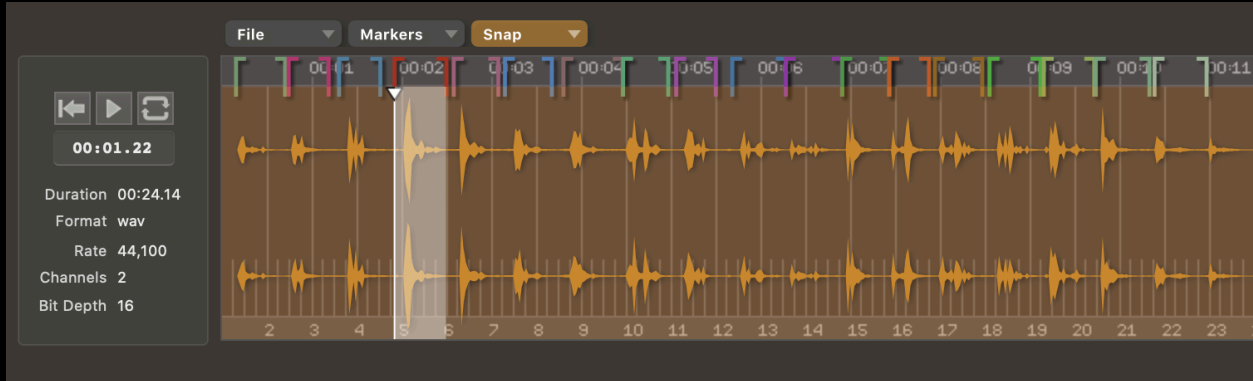 File Markers Snap
00:01 00:02 00:03 00:04 00:05 00:06 00:07 00:08 00:09 00:10 00:11
00:01.22
Duration 00:24.14
Format wav
Rate 44,100
Channels 2
Bit Depth 16
2 3 4 5 6 7 8 9 10 11 12 13 14 15 16 17 18 19 20 21 22 23